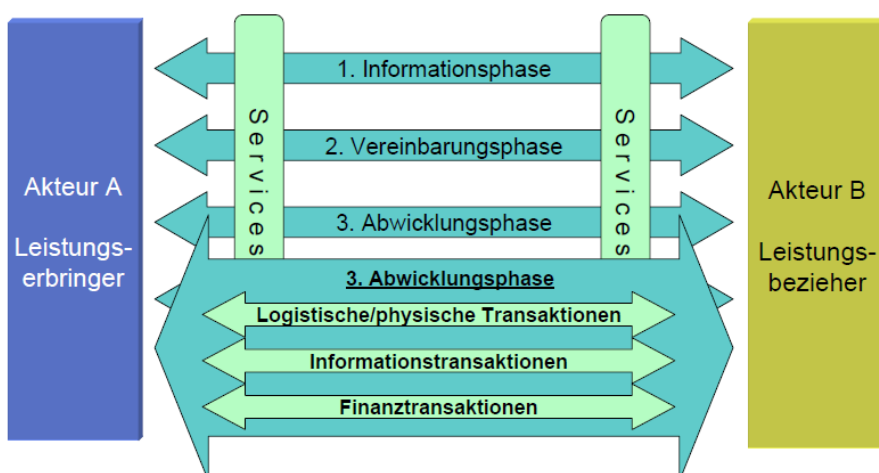 1. Informationsphase
Services
Services
2. Vereinbarungsphase
Akteur A
Leistungs-
erbringer
3. Abwicklungsphase
Akteur B
Leistungs-
bezieher
3. Abwicklungsphase
Logistische/physische Transaktionen
Informationstransaktionen
Finanztransaktionen